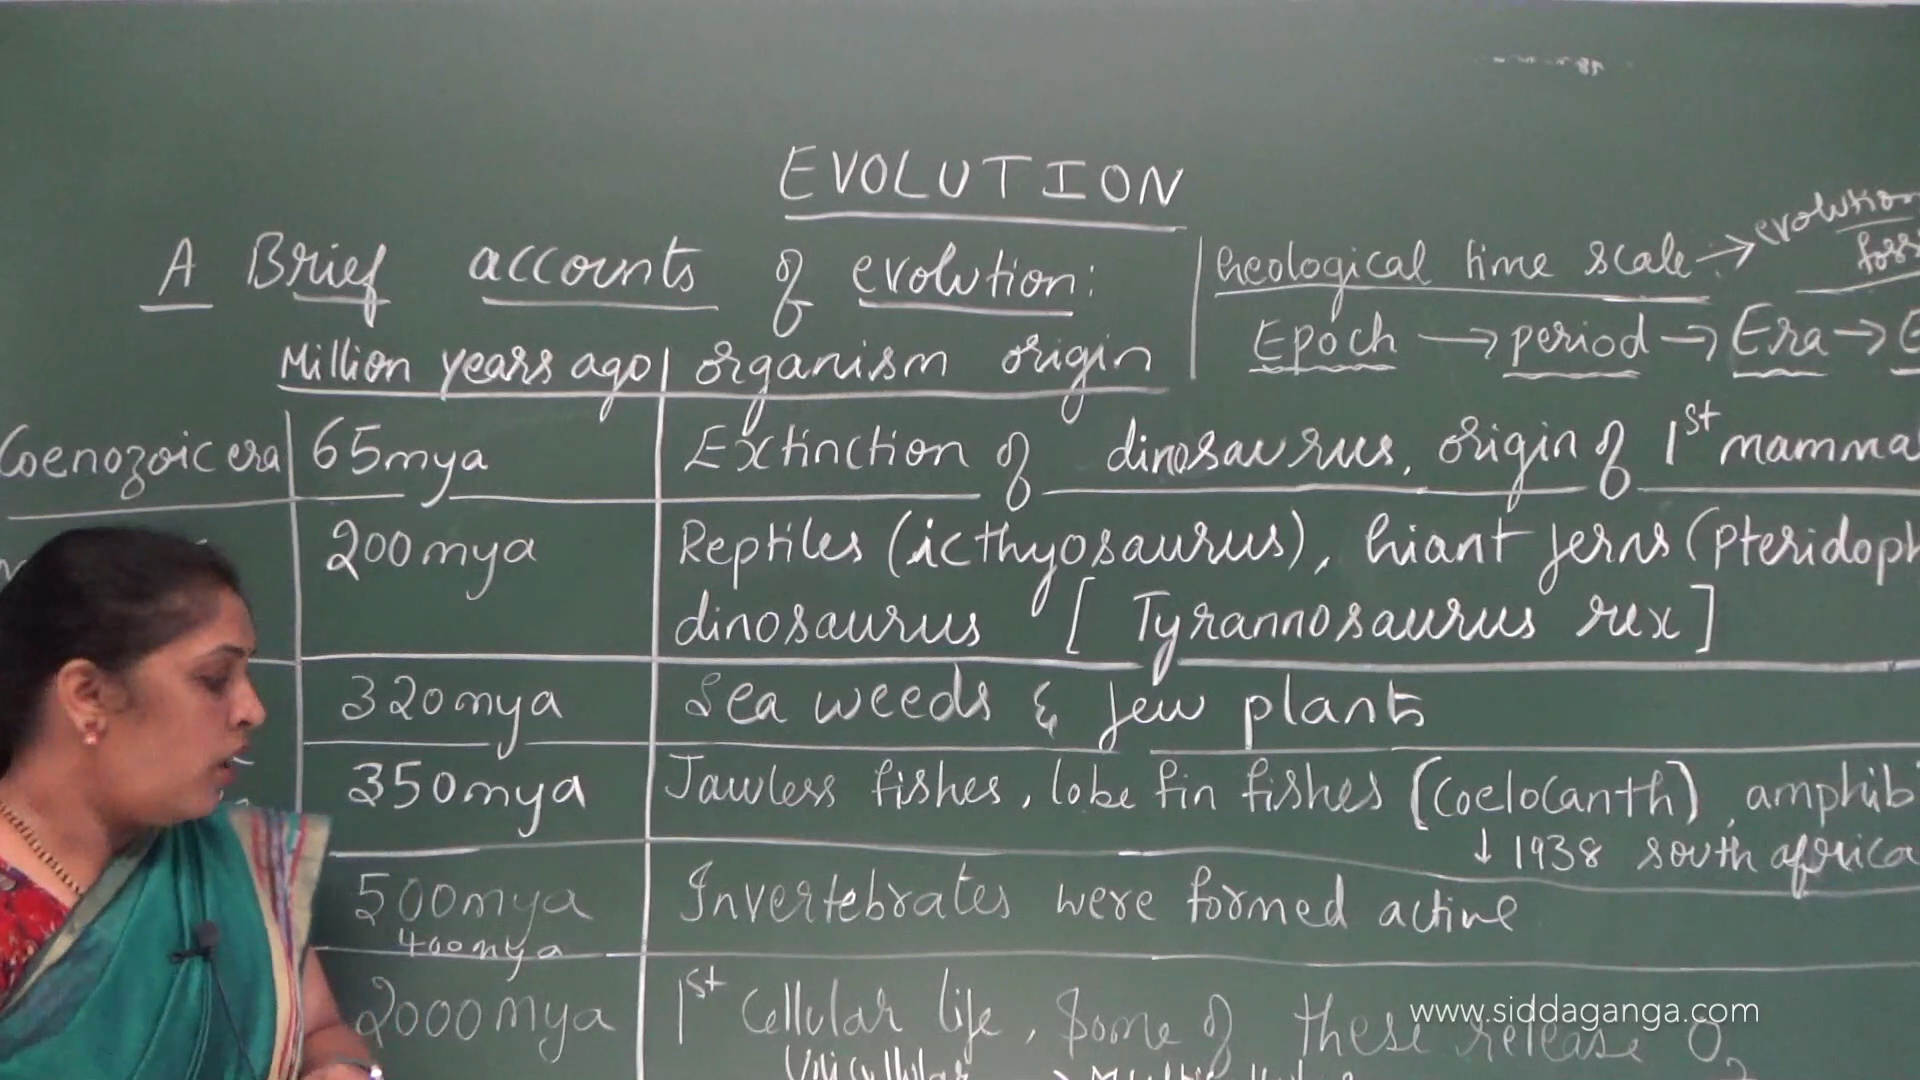 EVOLUTION
A Brief accounts of evolution:
Geological time scale → evolution
Epoch → period → Era →
Million years ago | organism origin
Coenozoic era | 65mya | Extinction of dinosaurus, origin of 1st mamma
200mya | Reptiles (icthyosaurus), Giant ferns (Pteridoph
dinosaurus [Tyrannosaurus rex]
320mya | Sea weeds & few plants
350mya | Jawless fishes, lobe fin fishes (Coelocanth), amphib
↓ 1938 south africa
500mya | Invertebrates were formed active
400mya
2000mya | 1st Cellular life, Some of these release O2
www.siddaganga.com